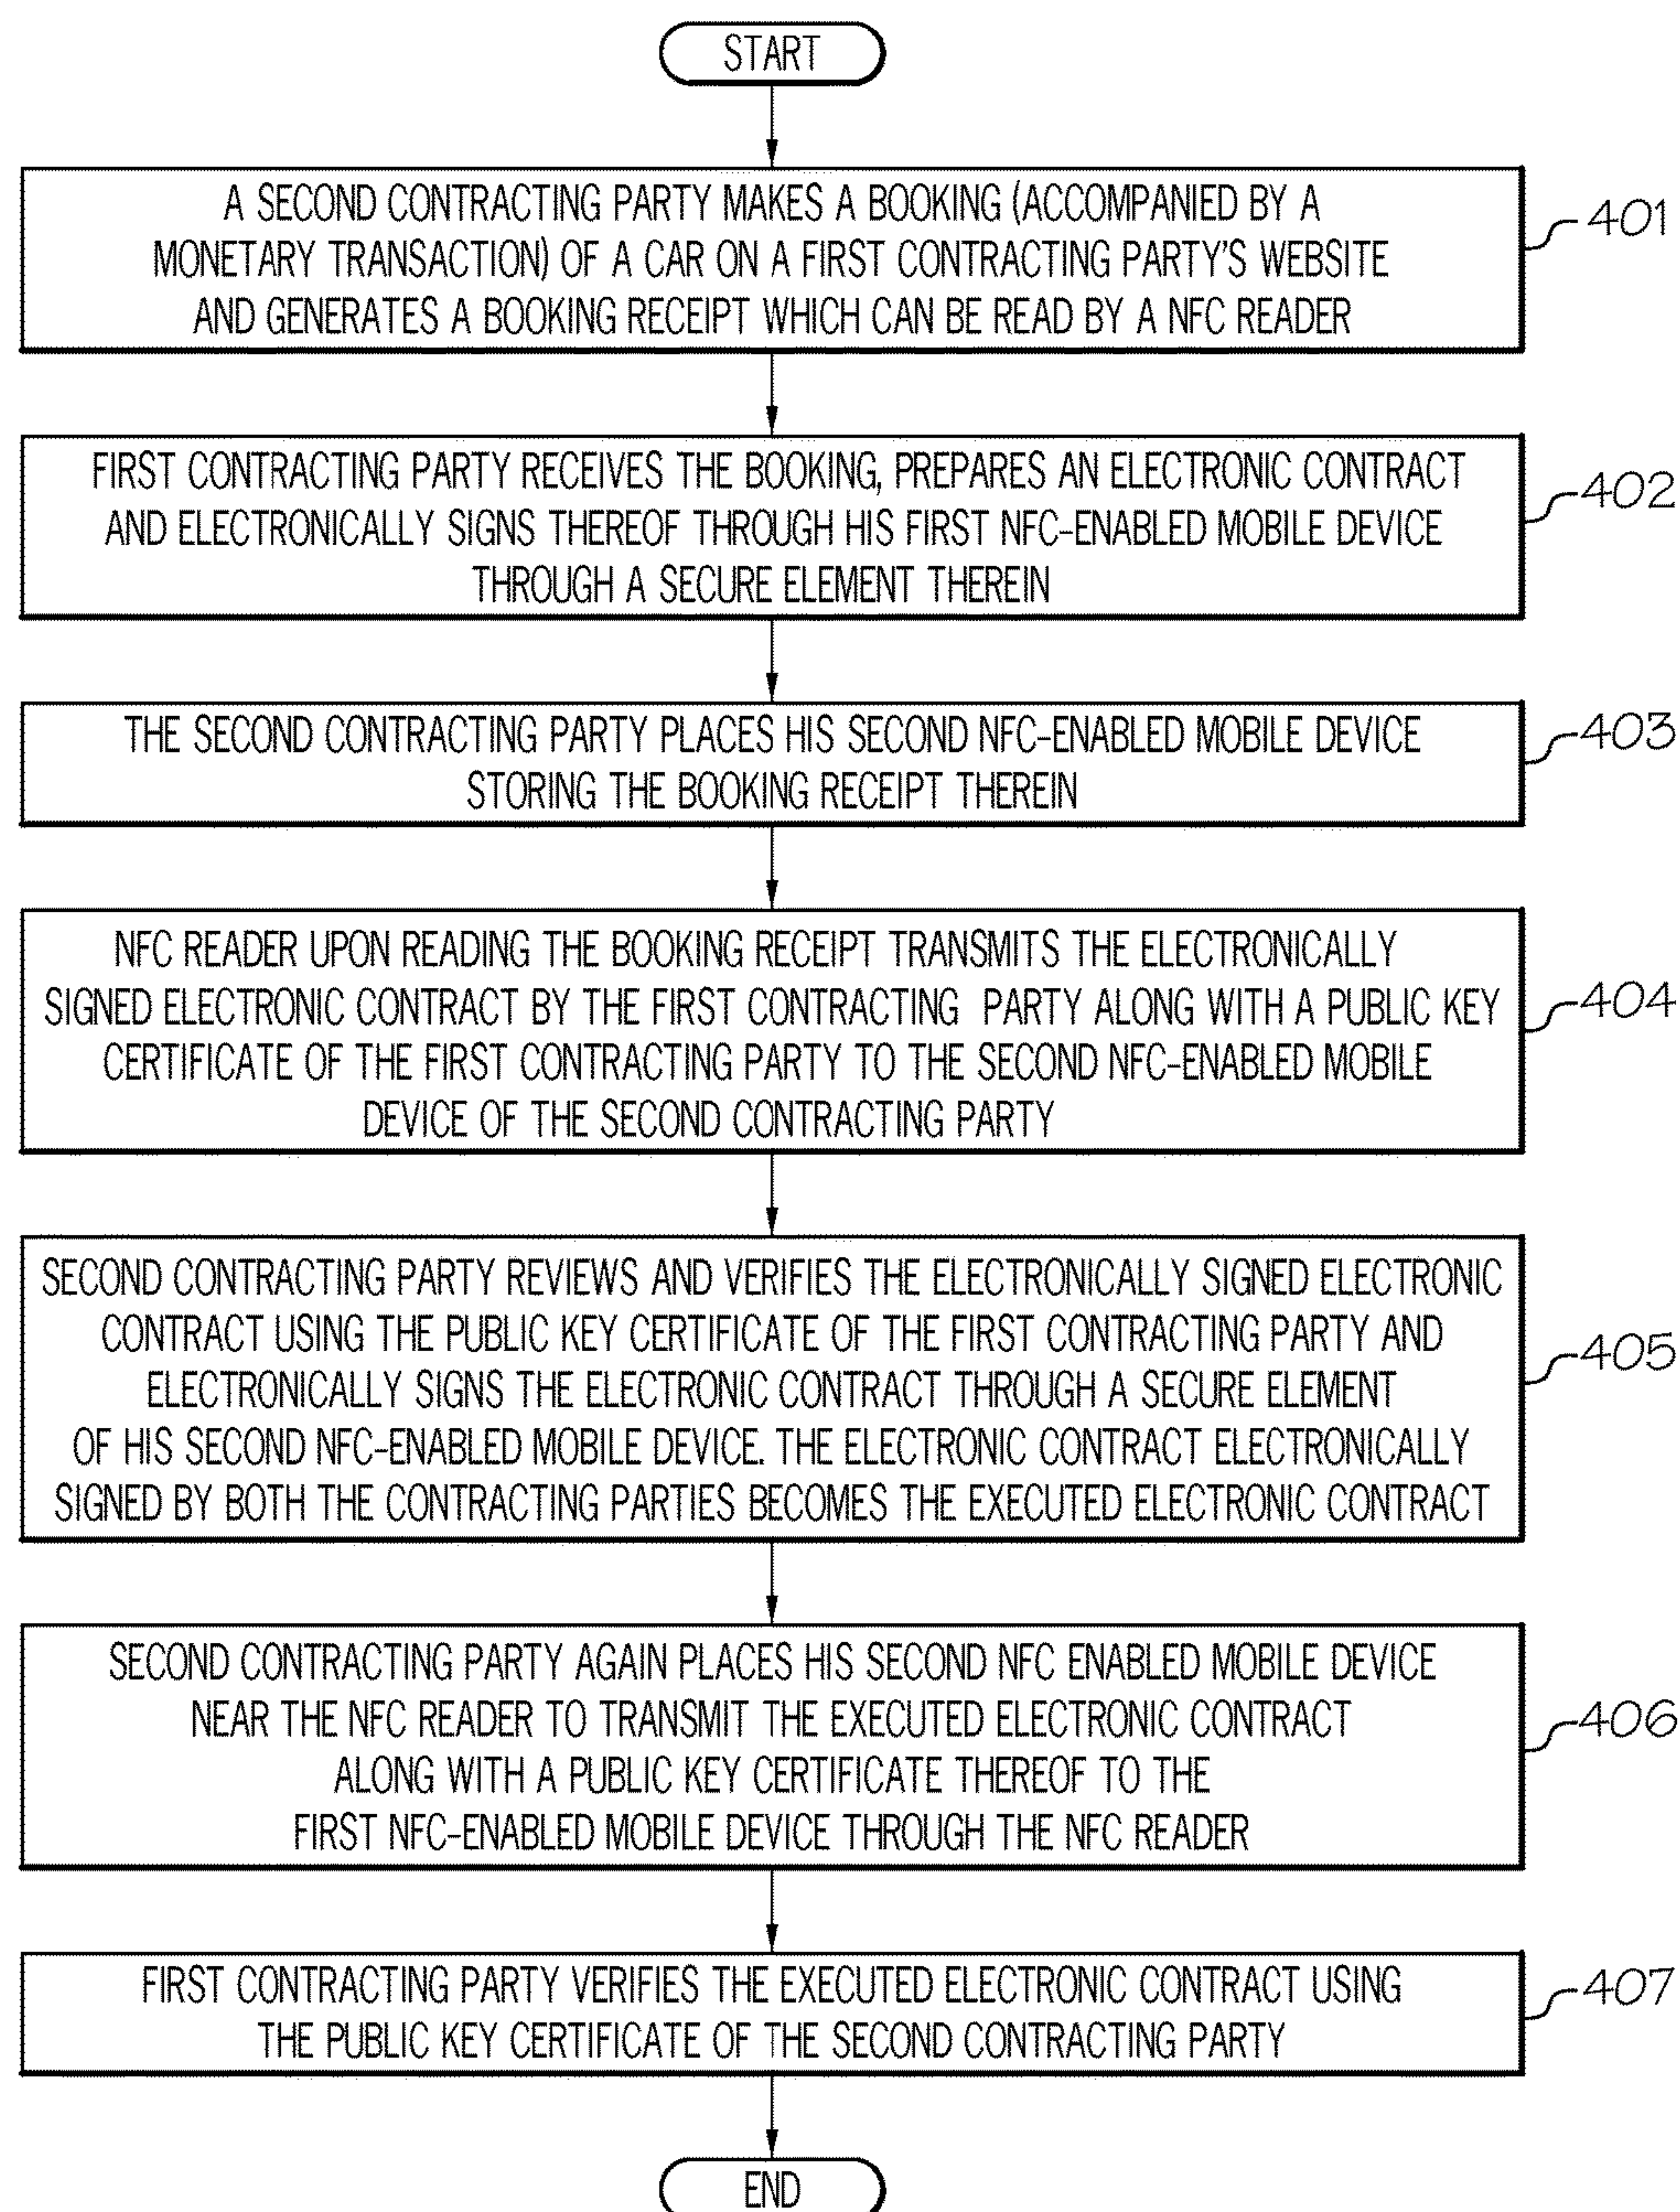 START
A SECOND CONTRACTING PARTY MAKES A BOOKING (ACCOMPANIED BY A
MONETARY TRANSACTION) OF A CAR ON A FIRST CONTRACTING PARTY'S WEBSITE
AND GENERATES A BOOKING RECEIPT WHICH CAN BE READ BY A NFC READER
401
FIRST CONTRACTING PARTY RECEIVES THE BOOKING, PREPARES AN ELECTRONIC CONTRACT
AND ELECTRONICALLY SIGNS THEREOF THROUGH HIS FIRST NFC-ENABLED MOBILE DEVICE
THROUGH A SECURE ELEMENT THEREIN
402
THE SECOND CONTRACTING PARTY PLACES HIS SECOND NFC-ENABLED MOBILE DEVICE
STORING THE BOOKING RECEIPT THEREIN
403
NFC READER UPON READING THE BOOKING RECEIPT TRANSMITS THE ELECTRONICALLY
SIGNED ELECTRONIC CONTRACT BY THE FIRST CONTRACTING PARTY ALONG WITH A PUBLIC KEY
CERTIFICATE OF THE FIRST CONTRACTING PARTY TO THE SECOND NFC-ENABLED MOBILE
DEVICE OF THE SECOND CONTRACTING PARTY
404
SECOND CONTRACTING PARTY REVIEWS AND VERIFIES THE ELECTRONICALLY SIGNED ELECTRONIC
CONTRACT USING THE PUBLIC KEY CERTIFICATE OF THE FIRST CONTRACTING PARTY AND
ELECTRONICALLY SIGNS THE ELECTRONIC CONTRACT THROUGH A SECURE ELEMENT
OF HIS SECOND NFC-ENABLED MOBILE DEVICE. THE ELECTRONIC CONTRACT ELECTRONICALLY
SIGNED BY BOTH THE CONTRACTING PARTIES BECOMES THE EXECUTED ELECTRONIC CONTRACT
405
SECOND CONTRACTING PARTY AGAIN PLACES HIS SECOND NFC ENABLED MOBILE DEVICE
NEAR THE NFC READER TO TRANSMIT THE EXECUTED ELECTRONIC CONTRACT
ALONG WITH A PUBLIC KEY CERTIFICATE THEREOF TO THE
FIRST NFC-ENABLED MOBILE DEVICE THROUGH THE NFC READER
406
FIRST CONTRACTING PARTY VERIFIES THE EXECUTED ELECTRONIC CONTRACT USING
THE PUBLIC KEY CERTIFICATE OF THE SECOND CONTRACTING PARTY
407
END